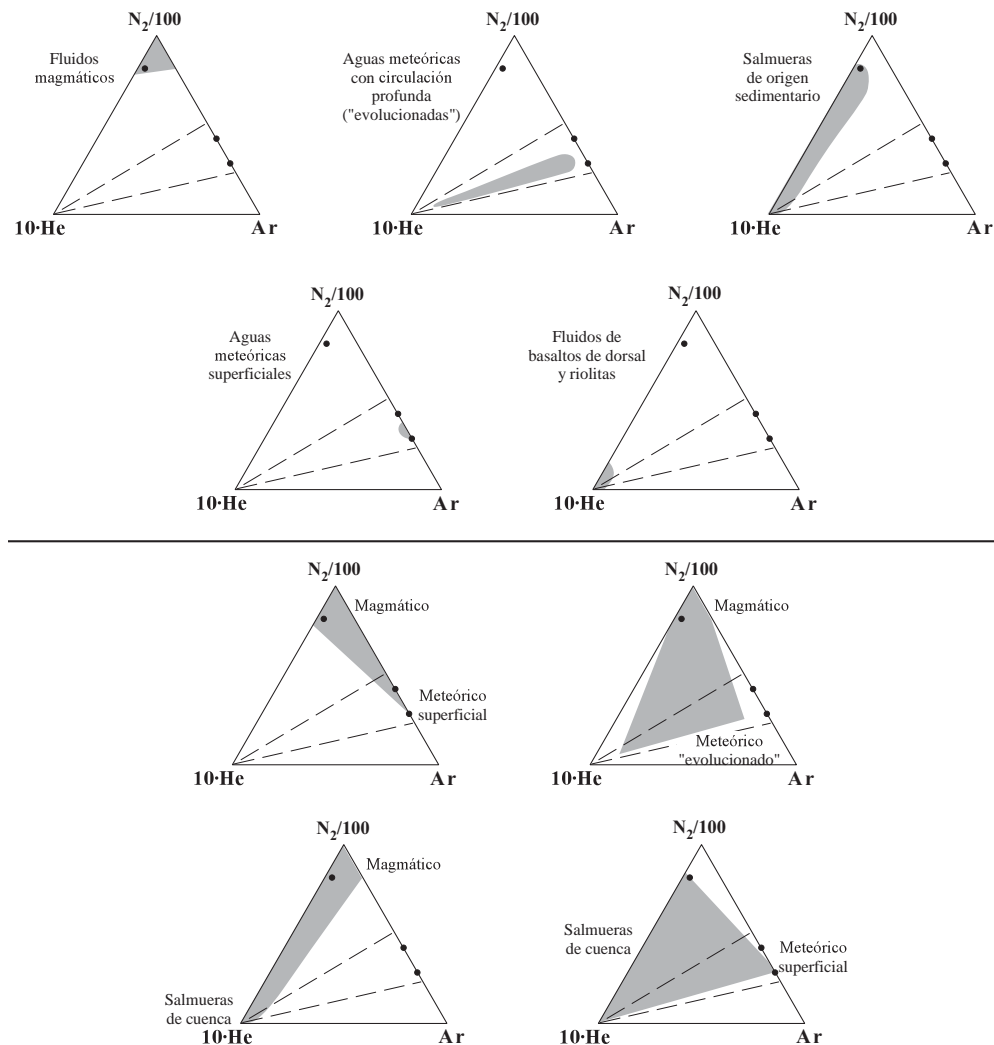 N2/100
Fluidos
magmáticos
10·He
Ar
N2/100
Aguas meteóricas
con circulación
profunda
("evolucionadas")
10·He
Ar
N2/100
Salmueras
de origen
sedimentario
10·He
Ar
N2/100
Aguas
meteóricas
superficiales
10·He
Ar
N2/100
Fluidos de
basaltos de dorsal
y riolitas
10·He
Ar
N2/100
Magmático
Meteórico
superficial
10·He
Ar
N2/100
Magmático
Meteórico
"evolucionado"
10·He
Ar
N2/100
Magmático
Salmueras
de cuenca
10·He
Ar
N2/100
Salmueras
de cuenca
Meteórico
superficial
10·He
Ar